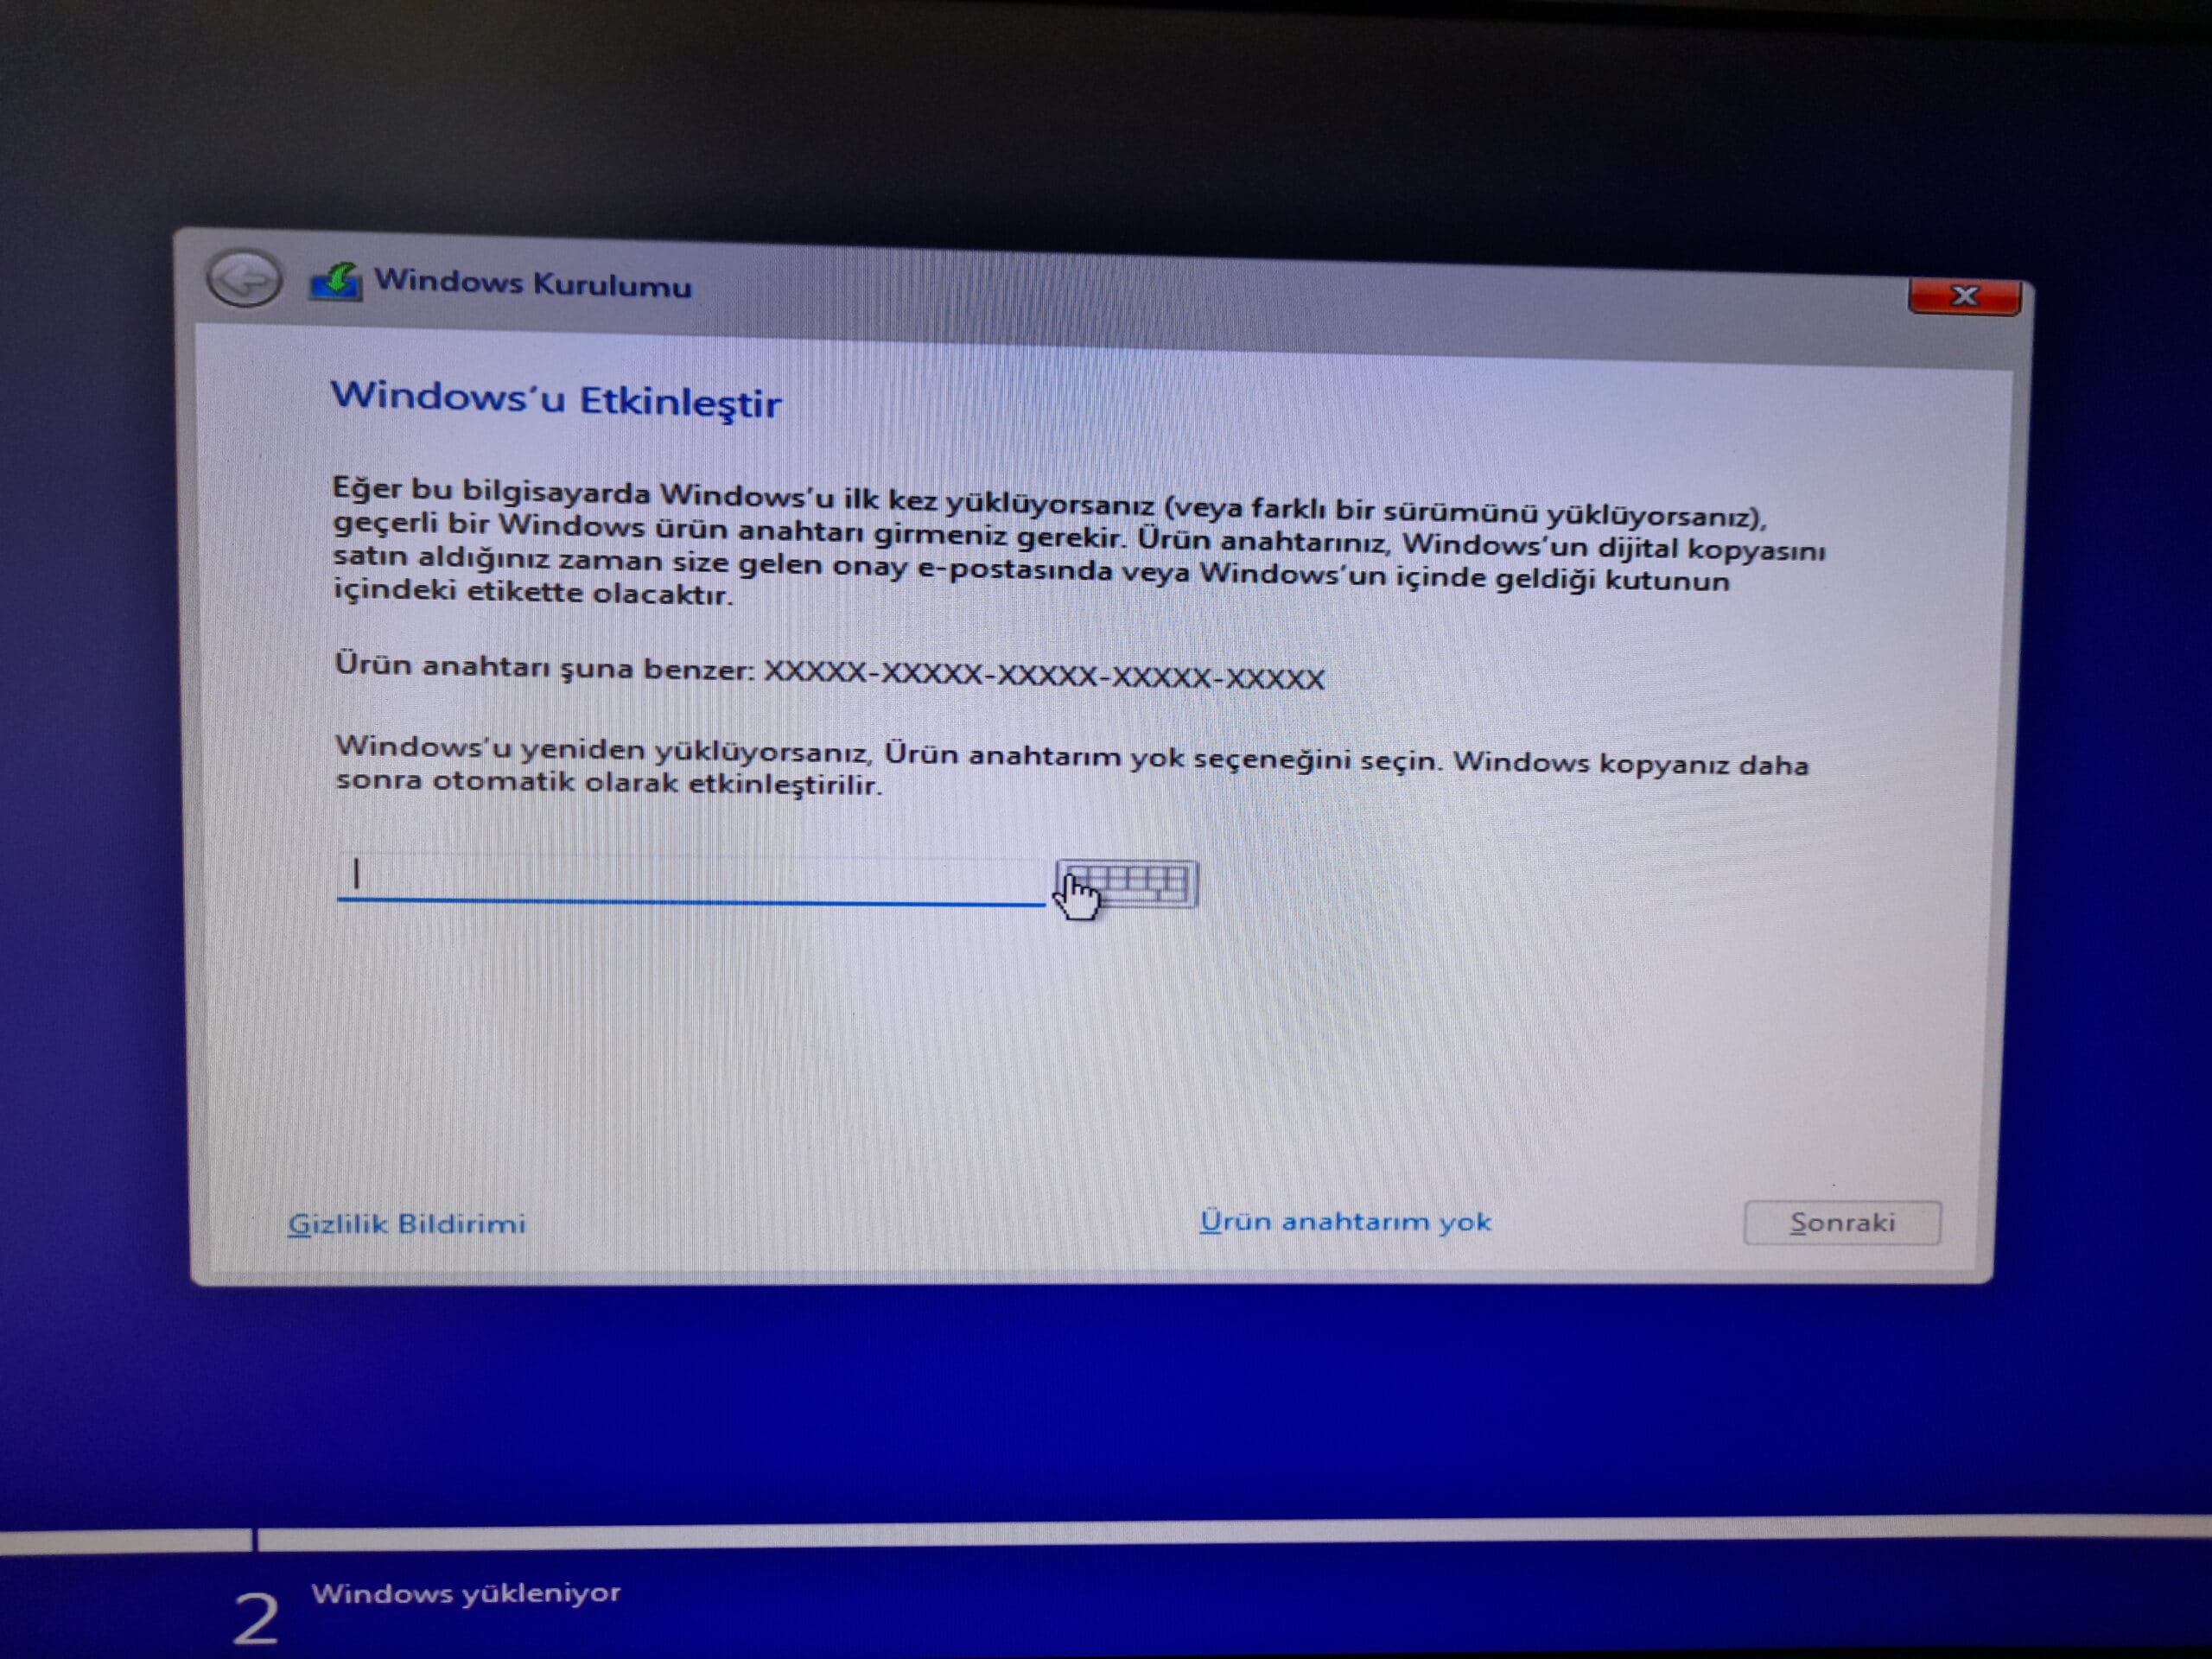 Windows Kurulumu
Windows'u Etkinleştir
Eğer bu bilgisayarda Windows'u ilk kez yüklüyorsanız (veya farklı bir sürümünü yüklüyorsanız),
geçerli bir Windows ürün anahtarı girmeniz gerekir. Ürün anahtarınız, Windows'un dijital kopyasını
satın aldığınız zaman size gelen onay e-postasında veya Windows'un içinde geldiği kutunun
içindeki etikette olacaktır.
Ürün anahtarı şuna benzer: XXXXX-XXXXX-XXXXX-XXXXX-XXXXX
Windows'u yeniden yüklüyorsanız, Ürün anahtarım yok seçeneğini seçin. Windows kopyanız daha
sonra otomatik olarak etkinleştirilir.
Gizlilik Bildirimi
Ürün anahtarım yok
Sonraki
2
Windows yükleniyor